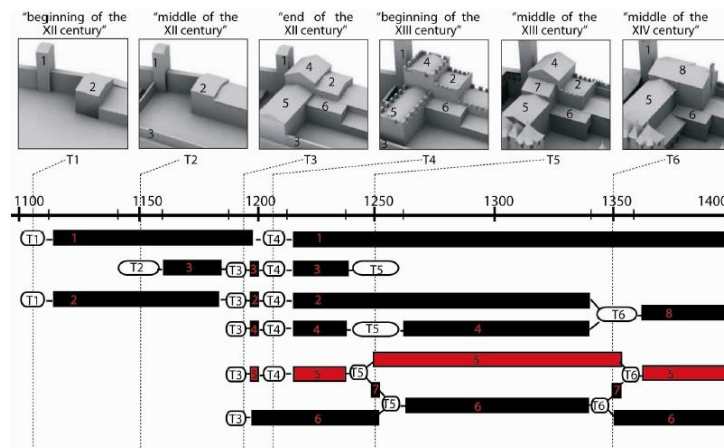 "beginning of the "middle of the "end of the "beginning of the "middle of the "middle of the
XII century" XII century" XII century" XIII century" XIII century" XIV century"
1 2
1 2 3
1 4 2 5 6 3
1 4 2 5 6 3
4 7 2 5 6
1 8 5 6
T1 T2 T3 T4 T5 T6
1100 1150 1200 1250 1300 1350 1400
T1 1 T4 1
T2 3 T3 3 T4 3 T5
T1 2 T3 2 T4 2 T6 8
T3 4 T4 4 T5 4
T3 5 T4 5 T5 5 T6 5
7 7
T3 6 T5 6 T6 6